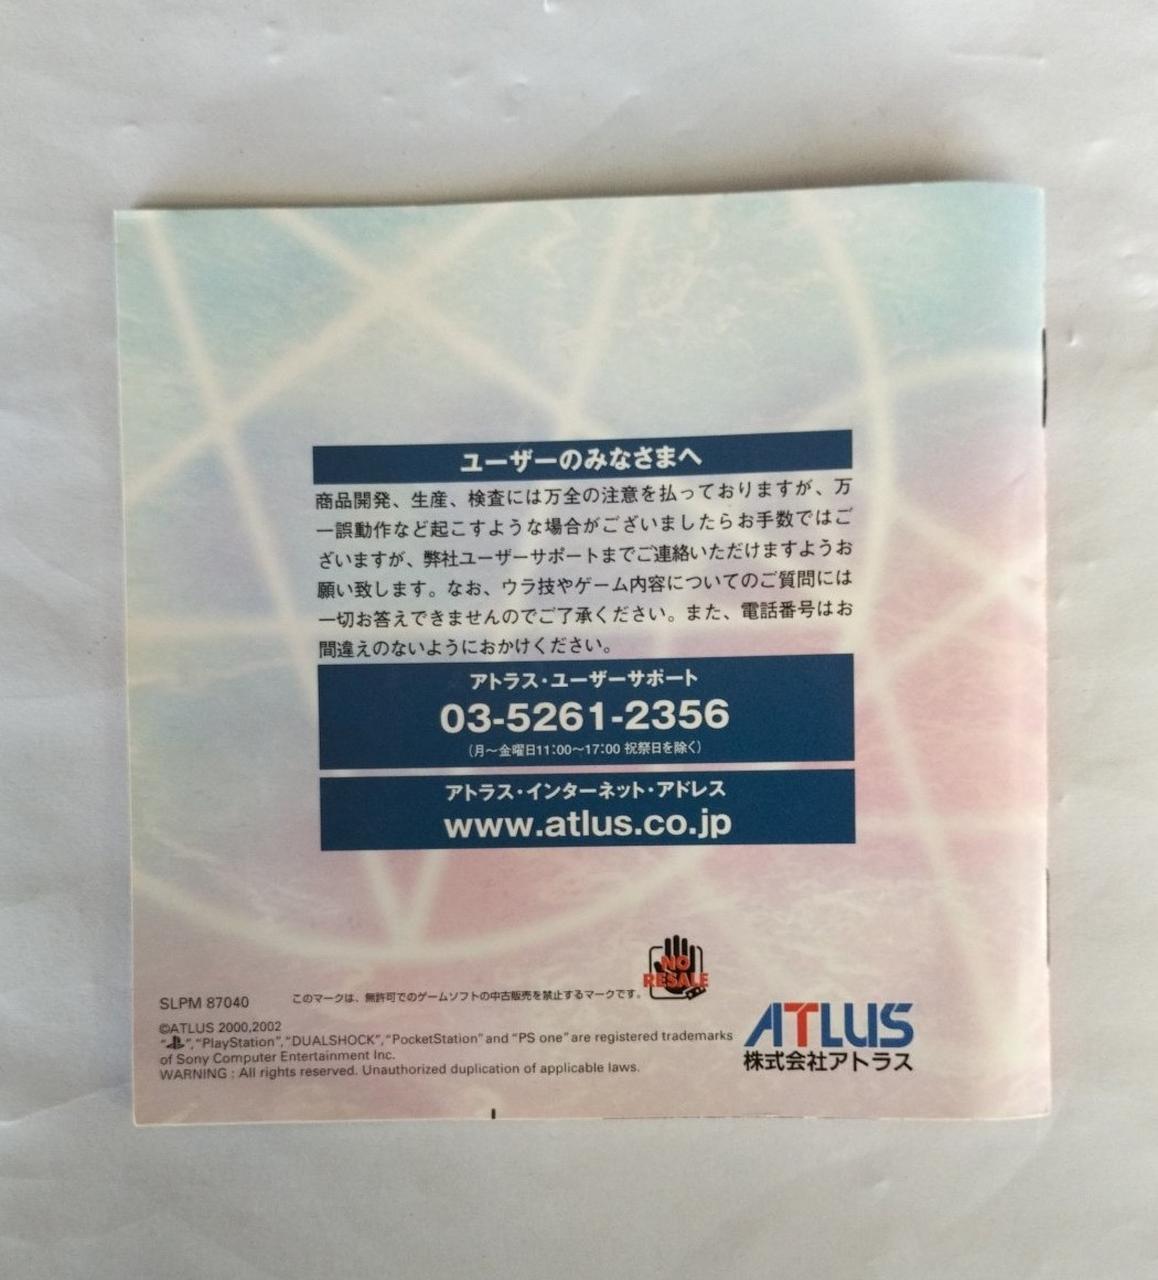 ユーザーのみなさまへ
商品開発、生産、検査には万全の注意を払っておりますが、万
一誤動作など起こすような場合がございましたらお手数ではご
ざいますが、弊社ユーザーサポートまでご連絡いただけますようお
願い致します。なお、ウラ技やゲーム内容についてのご質問には
一切お答えできませんのでご了承ください。また、電話番号はお
間違えのないようにおかけください。
アトラス・ユーザーサポート
03-5261-2356
(月〜金曜日11:00〜17:00 祝祭日を除く)
アトラス・インターネット・アドレス
www.atlus.co.jp
NO
RESALE
SLPM 87040
このマークは、無許可でのゲームソフトの中古販売を禁止するマークです。
©ATLUS 2000,2002
“PS”, “PlayStation”, “DUALSHOCK”, “PocketStation” and “PS one” are registered trademarks
of Sony Computer Entertainment Inc.
WARNING : All rights reserved. Unauthorized duplication of applicable laws.
ATLUS
株式会社アトラス